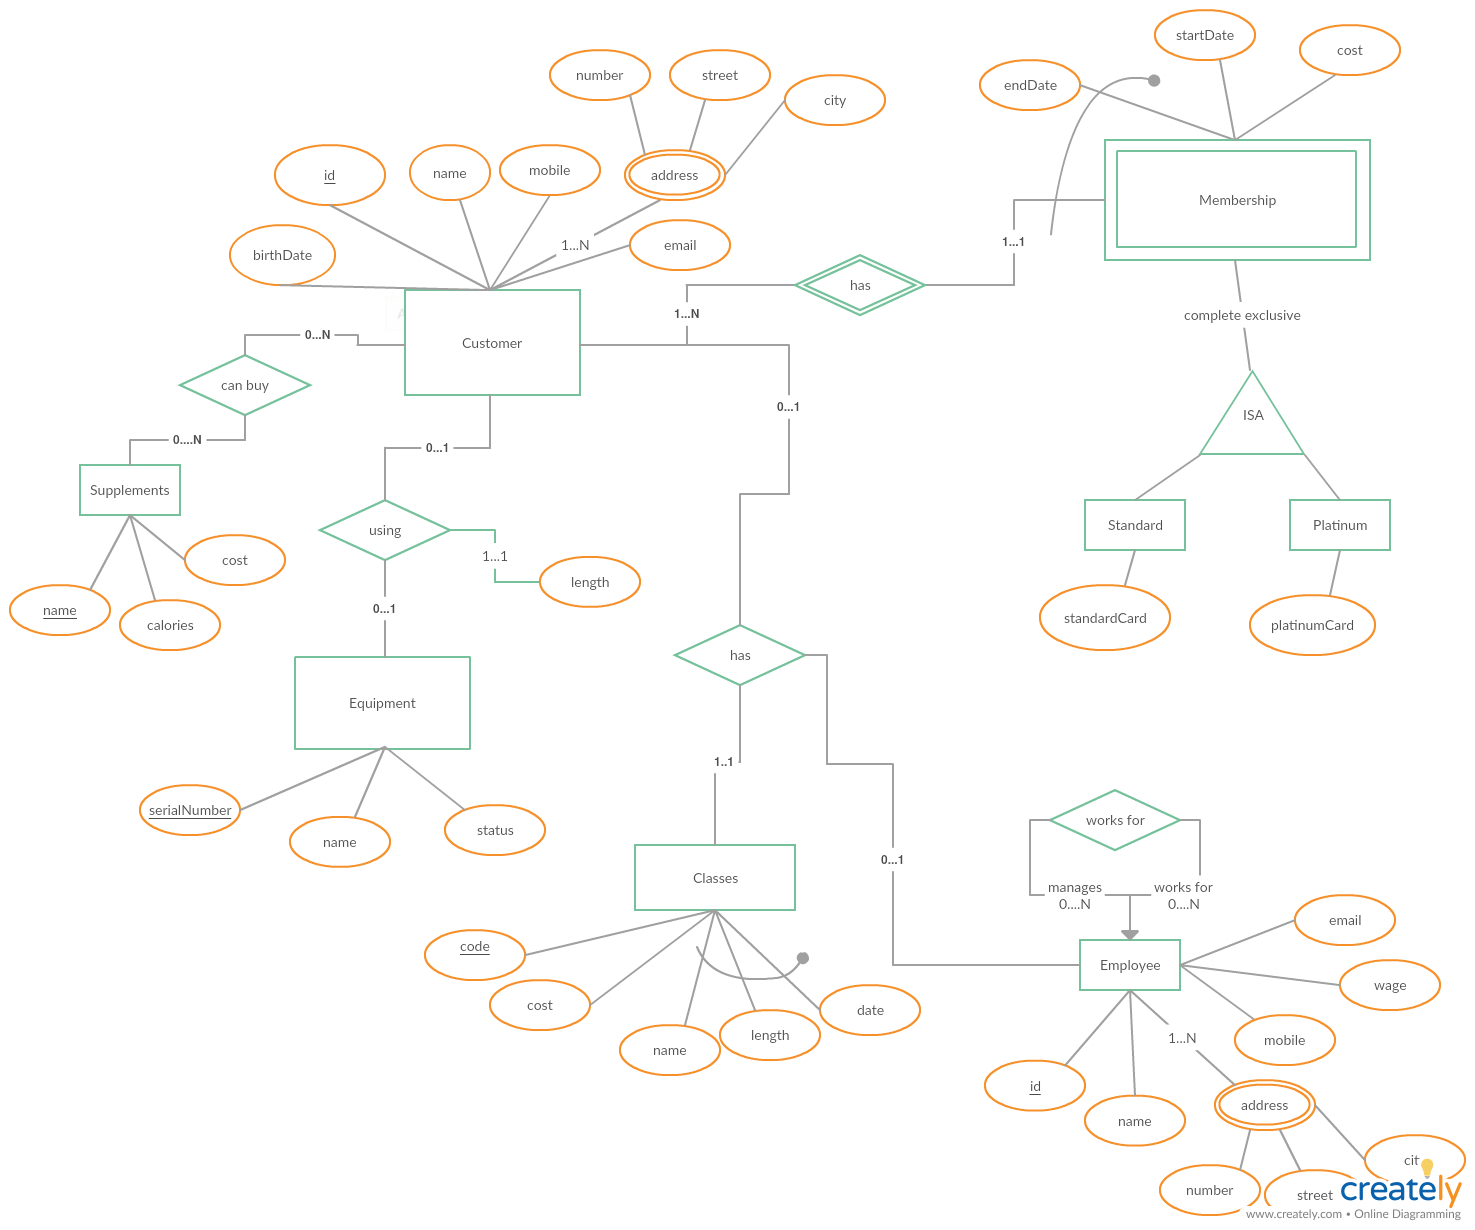 startDate
cost
endDate
number
street
city
id
name
mobile
address
birthDate
1...N
email
Membership
1...1
has
1...N
complete exclusive
0...N
Customer
can buy
0...1
ISA
0....N
0...1
Supplements
using
Standard
Platinum
1...1
cost
length
name
calories
0...1
standardCard
platinumCard
has
Equipment
1...1
serialNumber
name
status
works for
0...1
Classes
manages
0....N
works for
0....N
code
email
Employee
cost
date
wage
name
length
1...N
mobile
id
name
address
cit
number
street
creately
www.creately.com • Online Diagramming